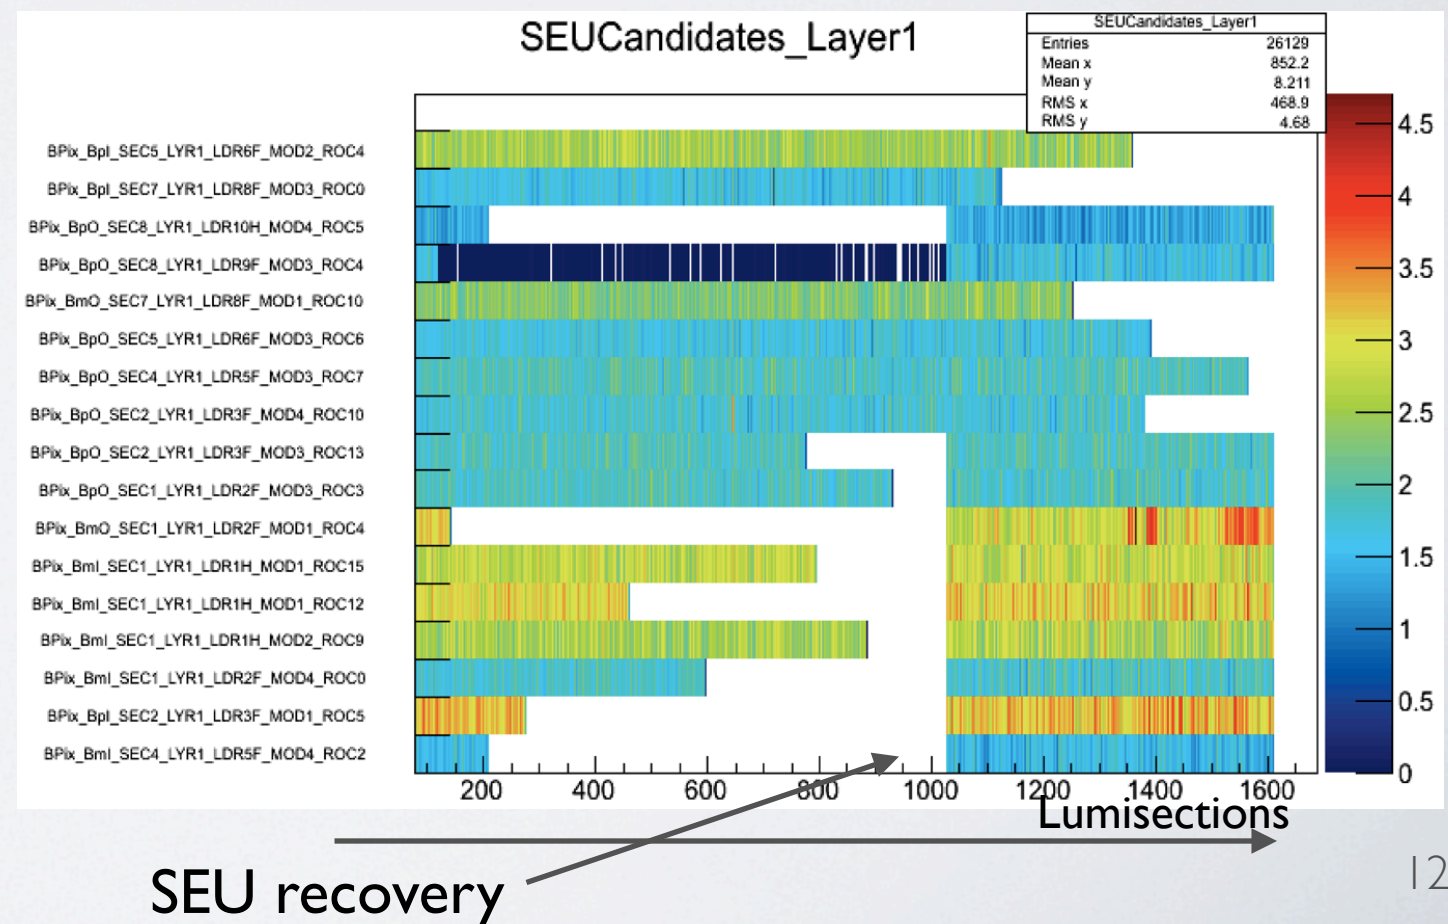 SEUCandidates_Layer1
SEUCandidates_Layer1
Entries 26129
Mean x 852.2
Mean y 8.211
RMS x 468.9
RMS y 4.68
BPix_BpI_SEC5_LYR1_LDR6F_MOD2_ROC4
BPix_BpI_SEC7_LYR1_LDR8F_MOD3_ROC0
BPix_BpO_SEC8_LYR1_LDR10H_MOD4_ROC5
BPix_BpO_SEC8_LYR1_LDR9F_MOD3_ROC4
BPix_BmO_SEC7_LYR1_LDR8F_MOD1_ROC10
BPix_BpO_SEC5_LYR1_LDR6F_MOD3_ROC6
BPix_BpO_SEC4_LYR1_LDR5F_MOD3_ROC7
BPix_BpO_SEC2_LYR1_LDR3F_MOD4_ROC10
BPix_BpO_SEC2_LYR1_LDR3F_MOD3_ROC13
BPix_BpO_SEC1_LYR1_LDR2F_MOD3_ROC3
BPix_BmO_SEC1_LYR1_LDR2F_MOD1_ROC4
BPix_BmI_SEC1_LYR1_LDR1H_MOD1_ROC15
BPix_BmI_SEC1_LYR1_LDR1H_MOD1_ROC12
BPix_BmI_SEC1_LYR1_LDR1H_MOD2_ROC9
BPix_BmI_SEC1_LYR1_LDR2F_MOD4_ROC0
BPix_BpI_SEC2_LYR1_LDR3F_MOD1_ROC5
BPix_BmI_SEC4_LYR1_LDR5F_MOD4_ROC2
4.5
4
3.5
3
2.5
2
1.5
1
0.5
0
200 400 600 800 1000 1200 1400 1600
Lumisections
SEU recovery
12